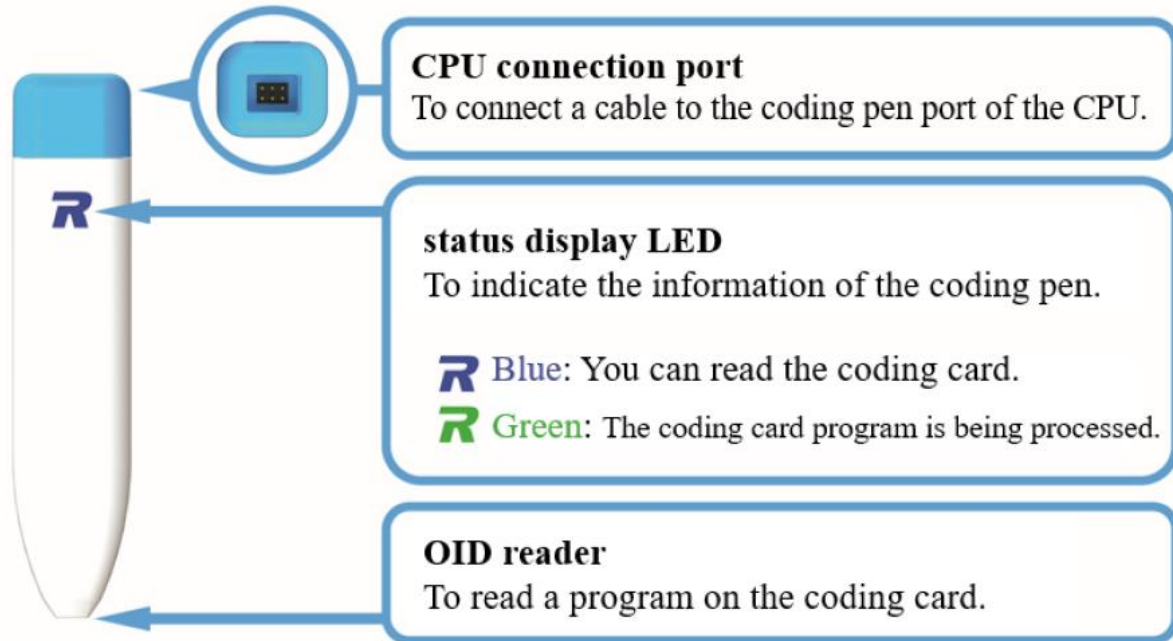 CPU connection port
To connect a cable to the coding pen port of the CPU.
R
status display LED
To indicate the information of the coding pen.
R Blue: You can read the coding card.
R Green: The coding card program is being processed.
OID reader
To read a program on the coding card.